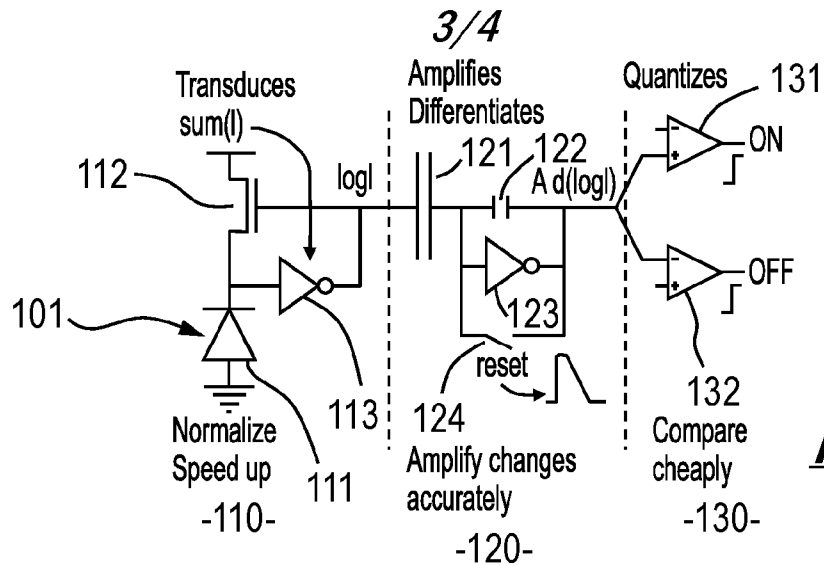 3/4
Transduces
sum(I)
Amplifies
Differentiates
Quantizes
131
121
122
ON
112
logI
A d(logI)
101
123
OFF
reset
113
124
132
Normalize
Speed up
111
Amplify changes
accurately
Compare
cheaply
-110-
-120-
-130-